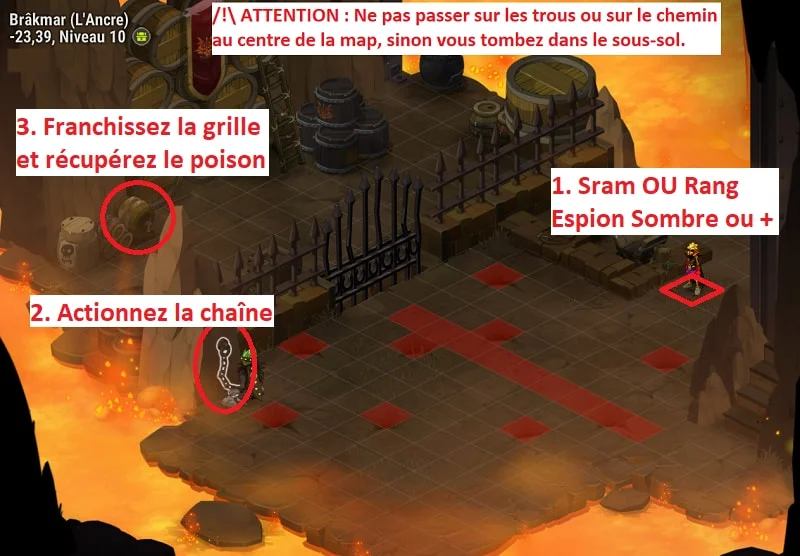 Brâkmar (L'Ancre)
-23,39, Niveau 10
/!\ ATTENTION : Ne pas passer sur les trous ou sur le chemin
au centre de la map, sinon vous tombez dans le sous-sol.
3. Franchissez la grille
et récupérez le poison
1. Sram OU Rang
Espion Sombre ou +
2. Actionnez la chaîne